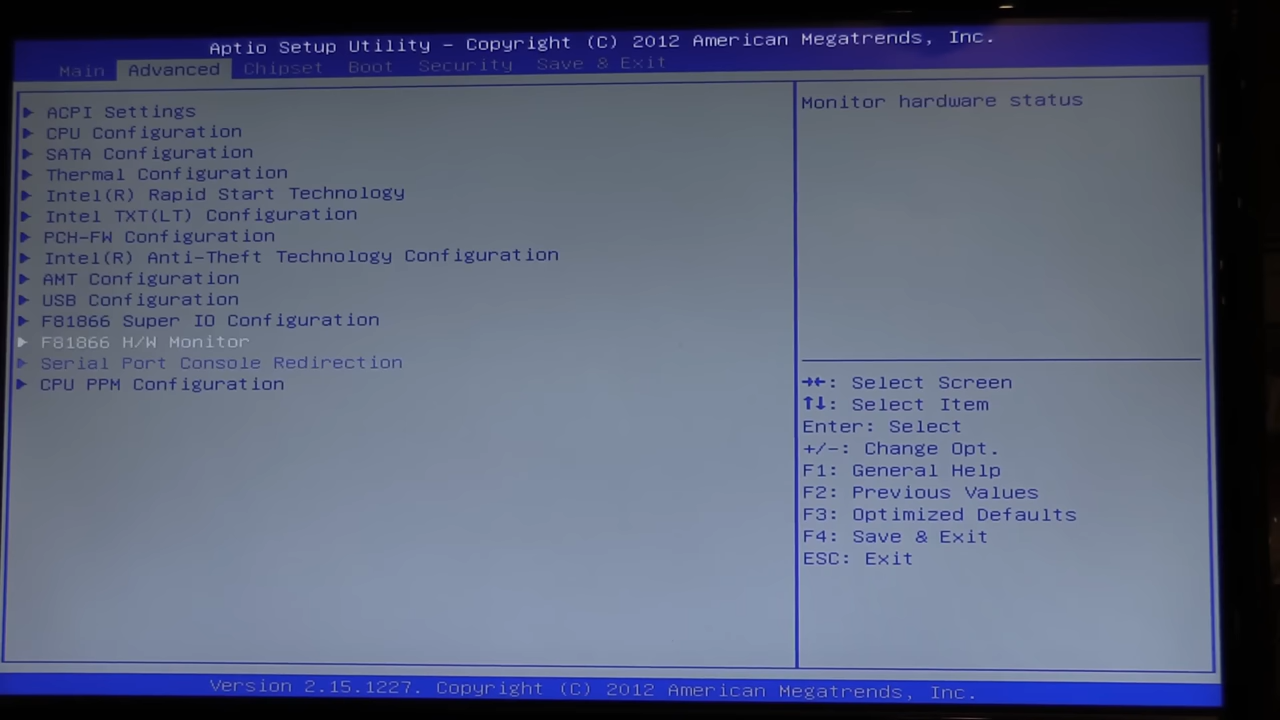 Aptio Setup Utility – Copyright (C) 2012 American Megatrends, Inc.
Main Advanced Chipset Boot Security Save & Exit
ACPI Settings
CPU Configuration
SATA Configuration
Thermal Configuration
Intel(R) Rapid Start Technology
Intel TXT(LT) Configuration
PCH-FW Configuration
Intel(R) Anti-Theft Technology Configuration
AMT Configuration
USB Configuration
F81866 Super IO Configuration
F81866 H/W Monitor
Serial Port Console Redirection
CPU PPM Configuration
Monitor hardware status
→←: Select Screen
↑↓: Select Item
Enter: Select
+/-: Change Opt.
F1: General Help
F2: Previous Values
F3: Optimized Defaults
F4: Save & Exit
ESC: Exit
Version 2.15.1227. Copyright (C) 2012 American Megatrends, Inc.